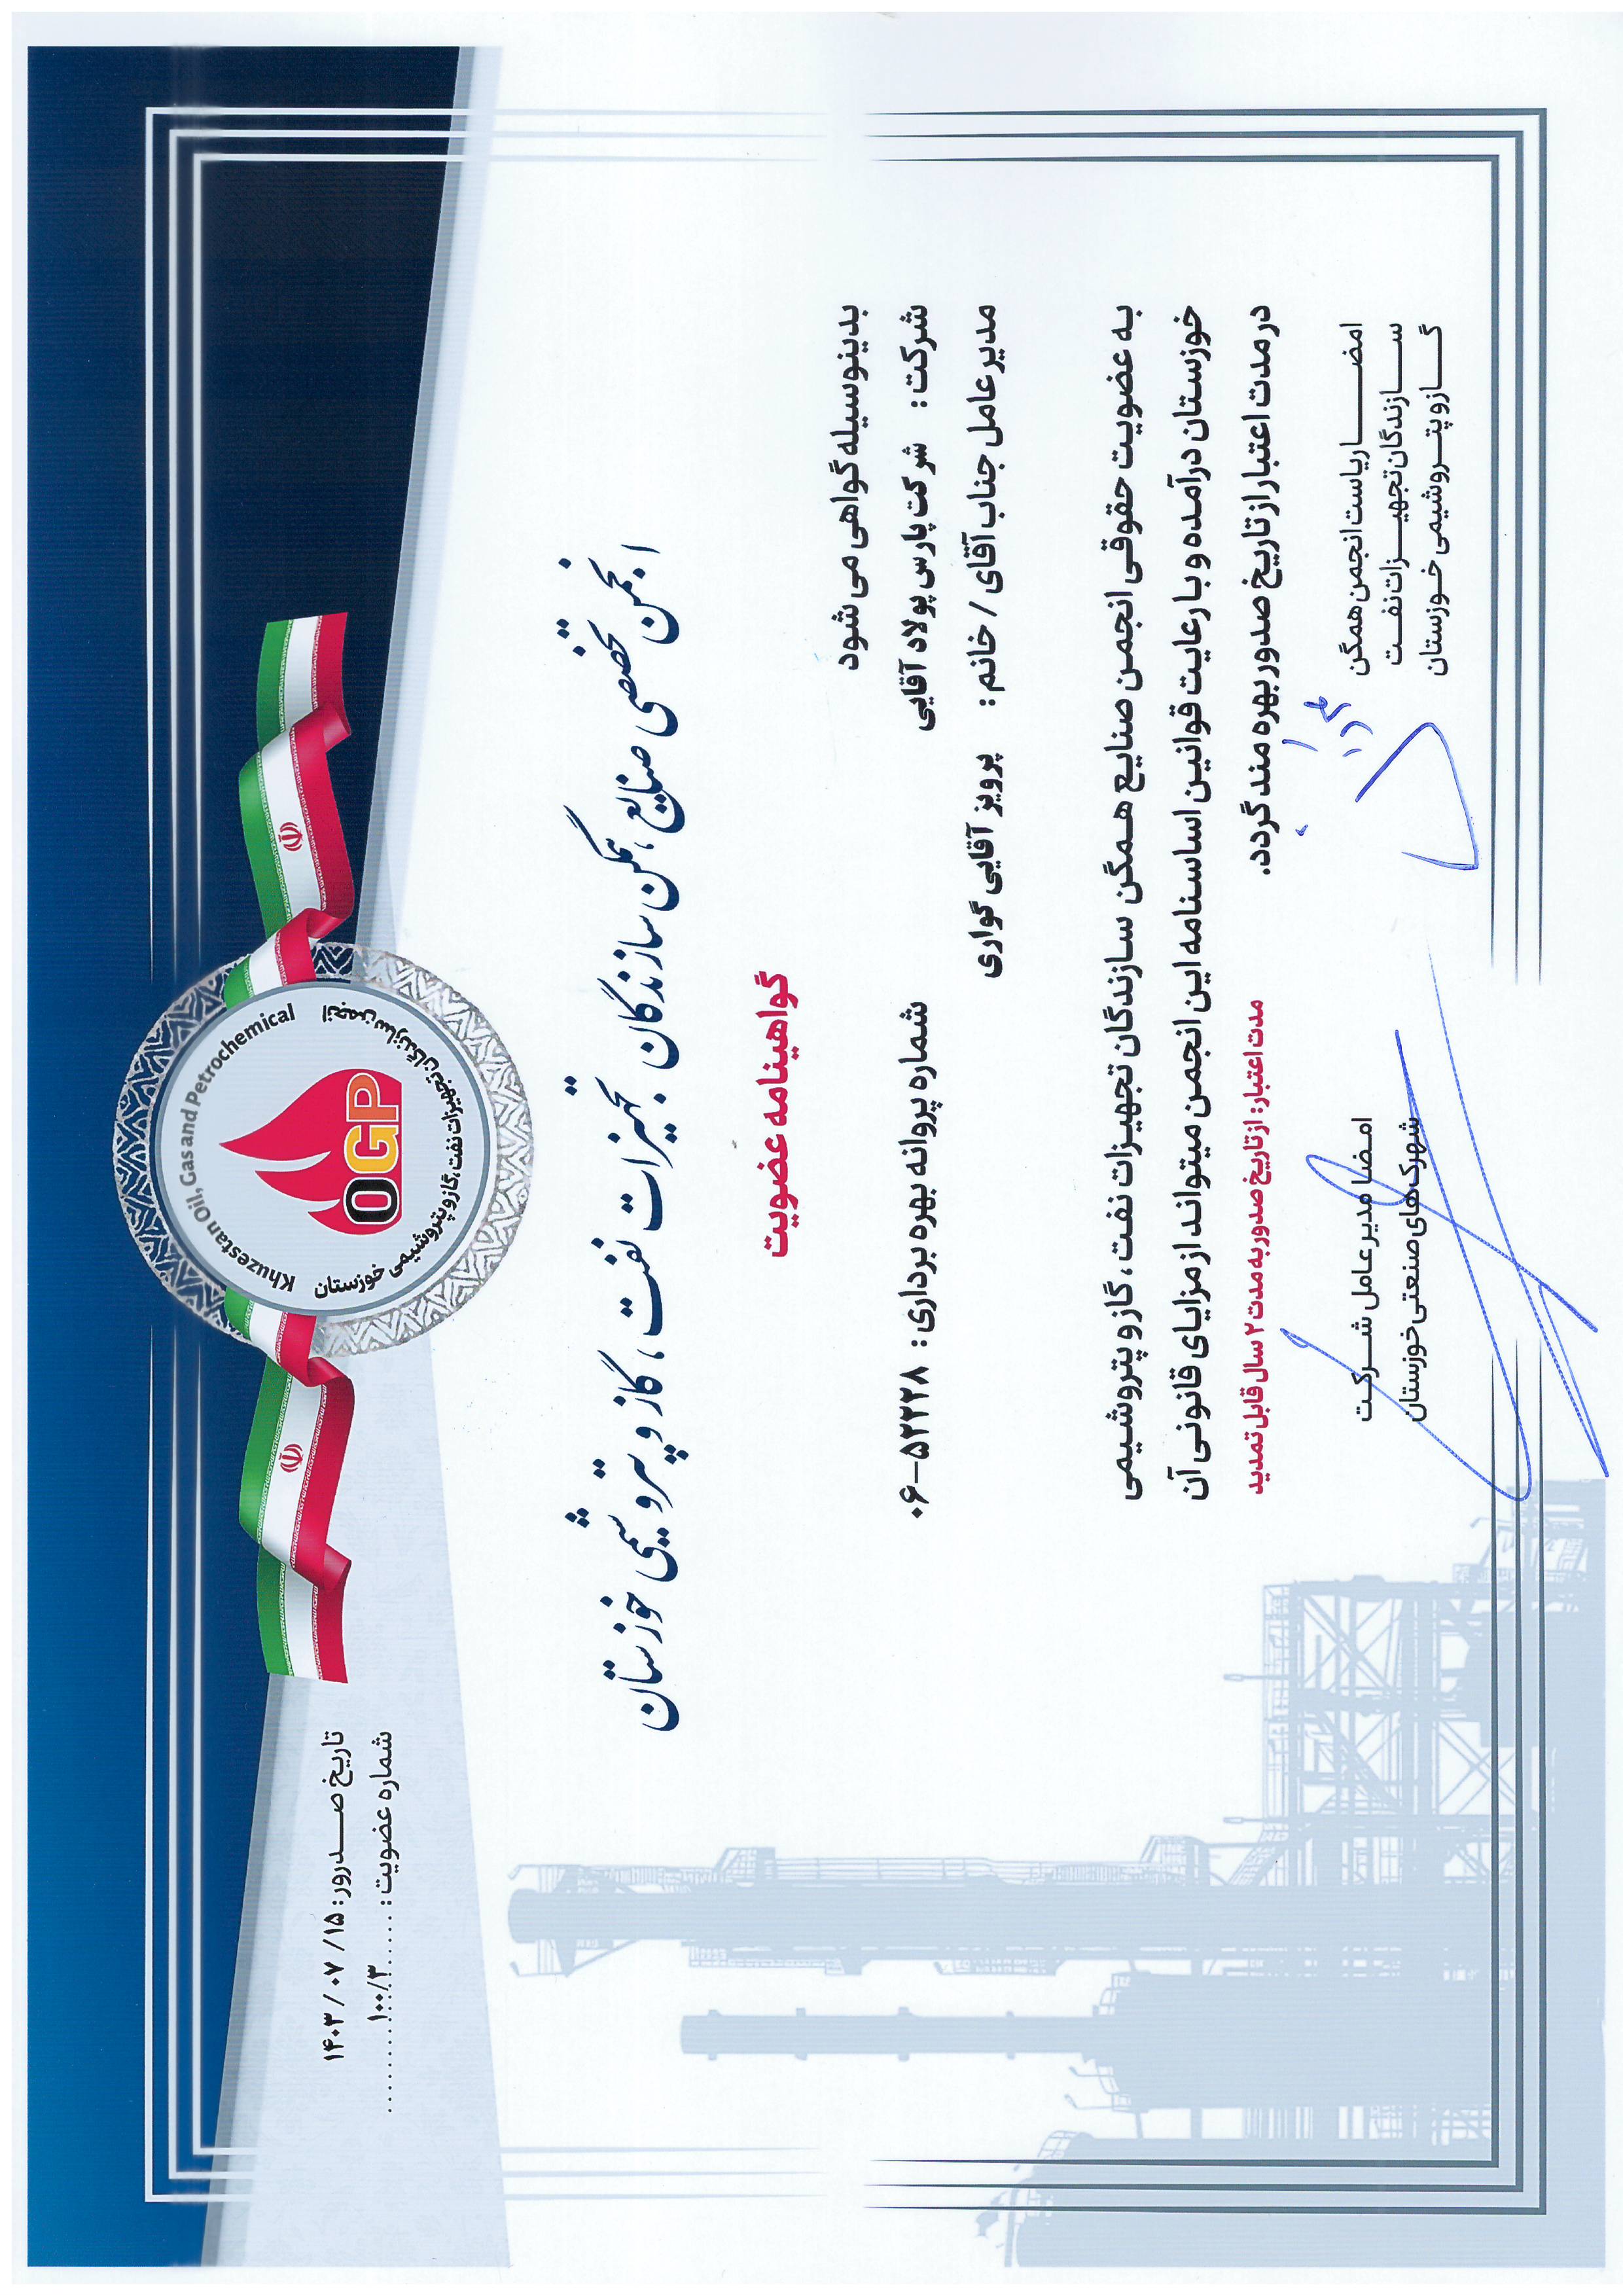 Khuzestan Oil, Gas and Petrochemical
OGP
انجمن سازندگان تجهیزات نفت، گاز و پتروشیمی خوزستان
تاریخ صـــدرور: ۱۵/ ۰۷ / ۱۴۰۳
شماره عضویت: .....۱۰۰/۳........
انجمن تخصصی صنایع همگن سازندگان تجهیزات نفت، گاز و پتروشیمی خوزستان
گواهینامه عضویت
بدینوسیله گواهی می شود
شرکت: شرکت پارس پولاد آقایی شماره پروانه بهره برداری: ۵۲۲۲۸–۰۶
مدیرعامل جناب آقای / خانم: پرویز آقایی گواری
به عضویت حقوقی انجمن صنایع همگن سازندگان تجهیزات نفت، گاز و پتروشیمی
خوزستان درآمده و با رعایت قوانین اساسنامه این انجمن میتواند از مزایای قانونی آن
در مدت اعتبار از تاریخ صدور بهره مند گردد. مدت اعتبار: از تاریخ صدور به مدت ۲ سال قابل تمدید
امضا ریاست انجمن همگن
سازندگان تجهیزات نفت
گاز و پتروشیمی خوزستان
امضا مدیرعامل شرکت
شهرک‌های صنعتی خوزستان